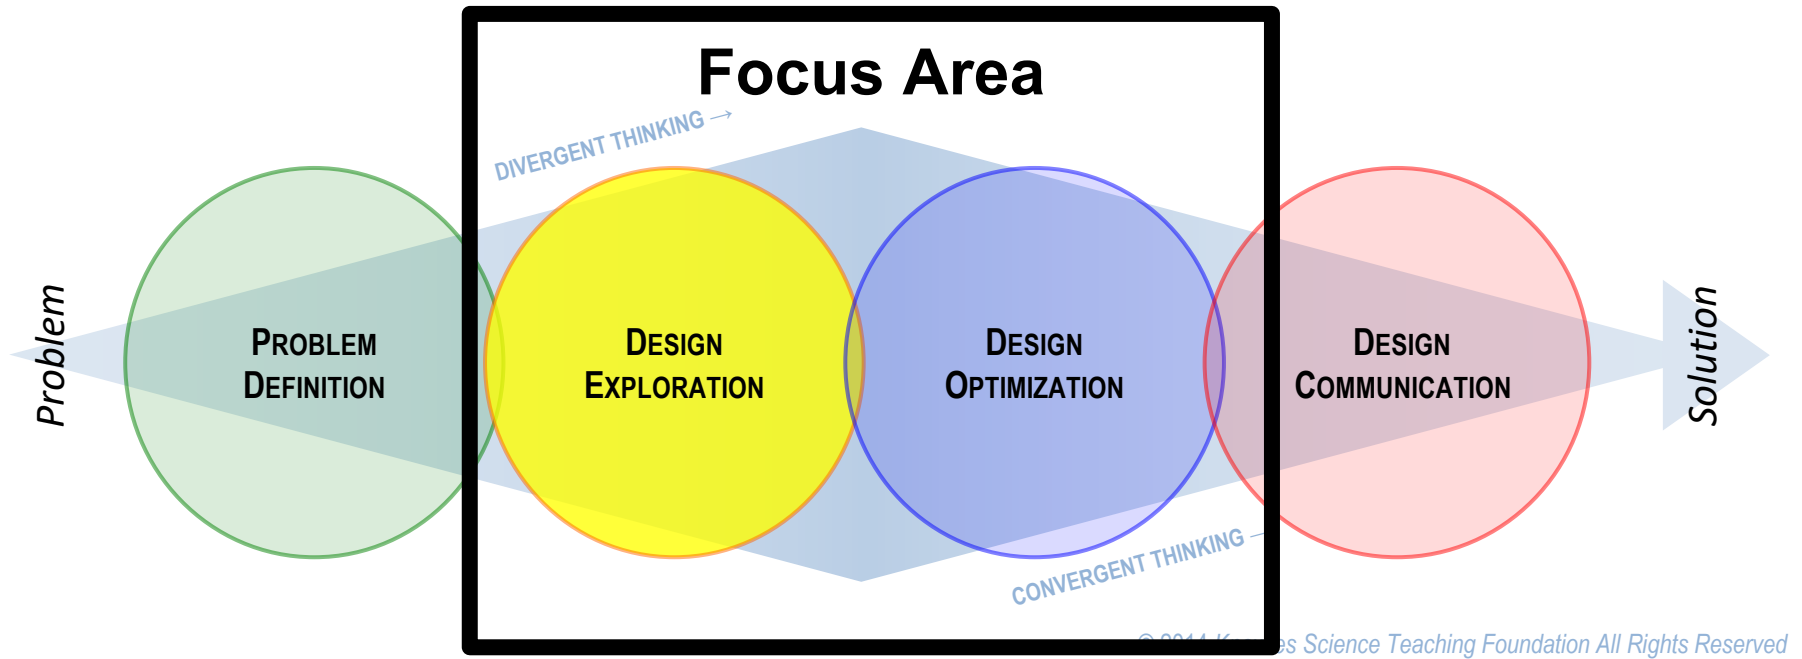 Focus Area
DIVERGENT THINKING →
Problem
PROBLEM
DEFINITION
DESIGN
EXPLORATION
DESIGN
OPTIMIZATION
DESIGN
COMMUNICATION
Solution
CONVERGENT THINKING
Science Teaching Foundation All Rights Reserved